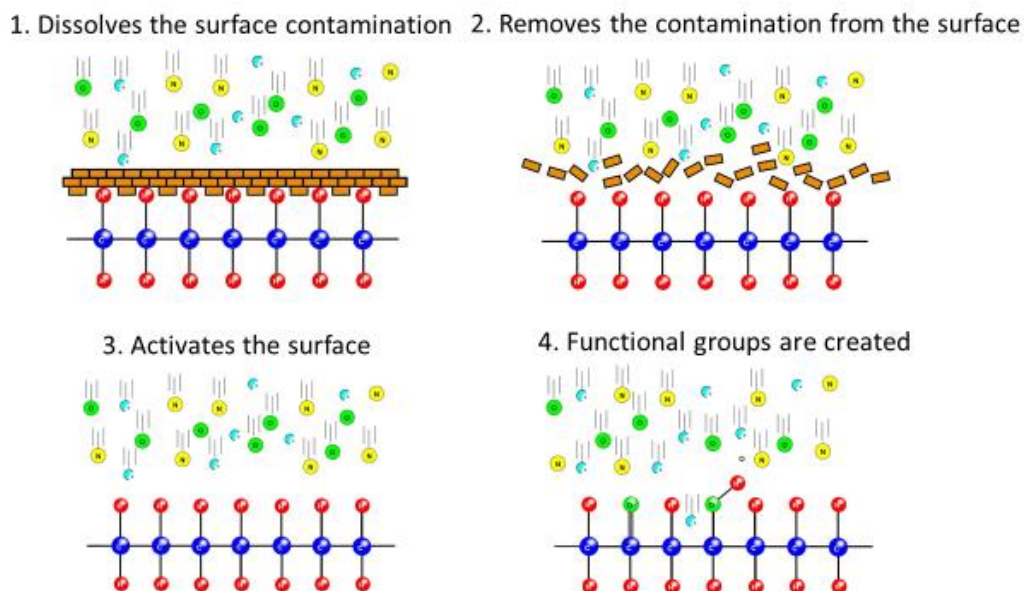 1. Dissolves the surface contamination
2. Removes the contamination from the surface
3. Activates the surface
4. Functional groups are created